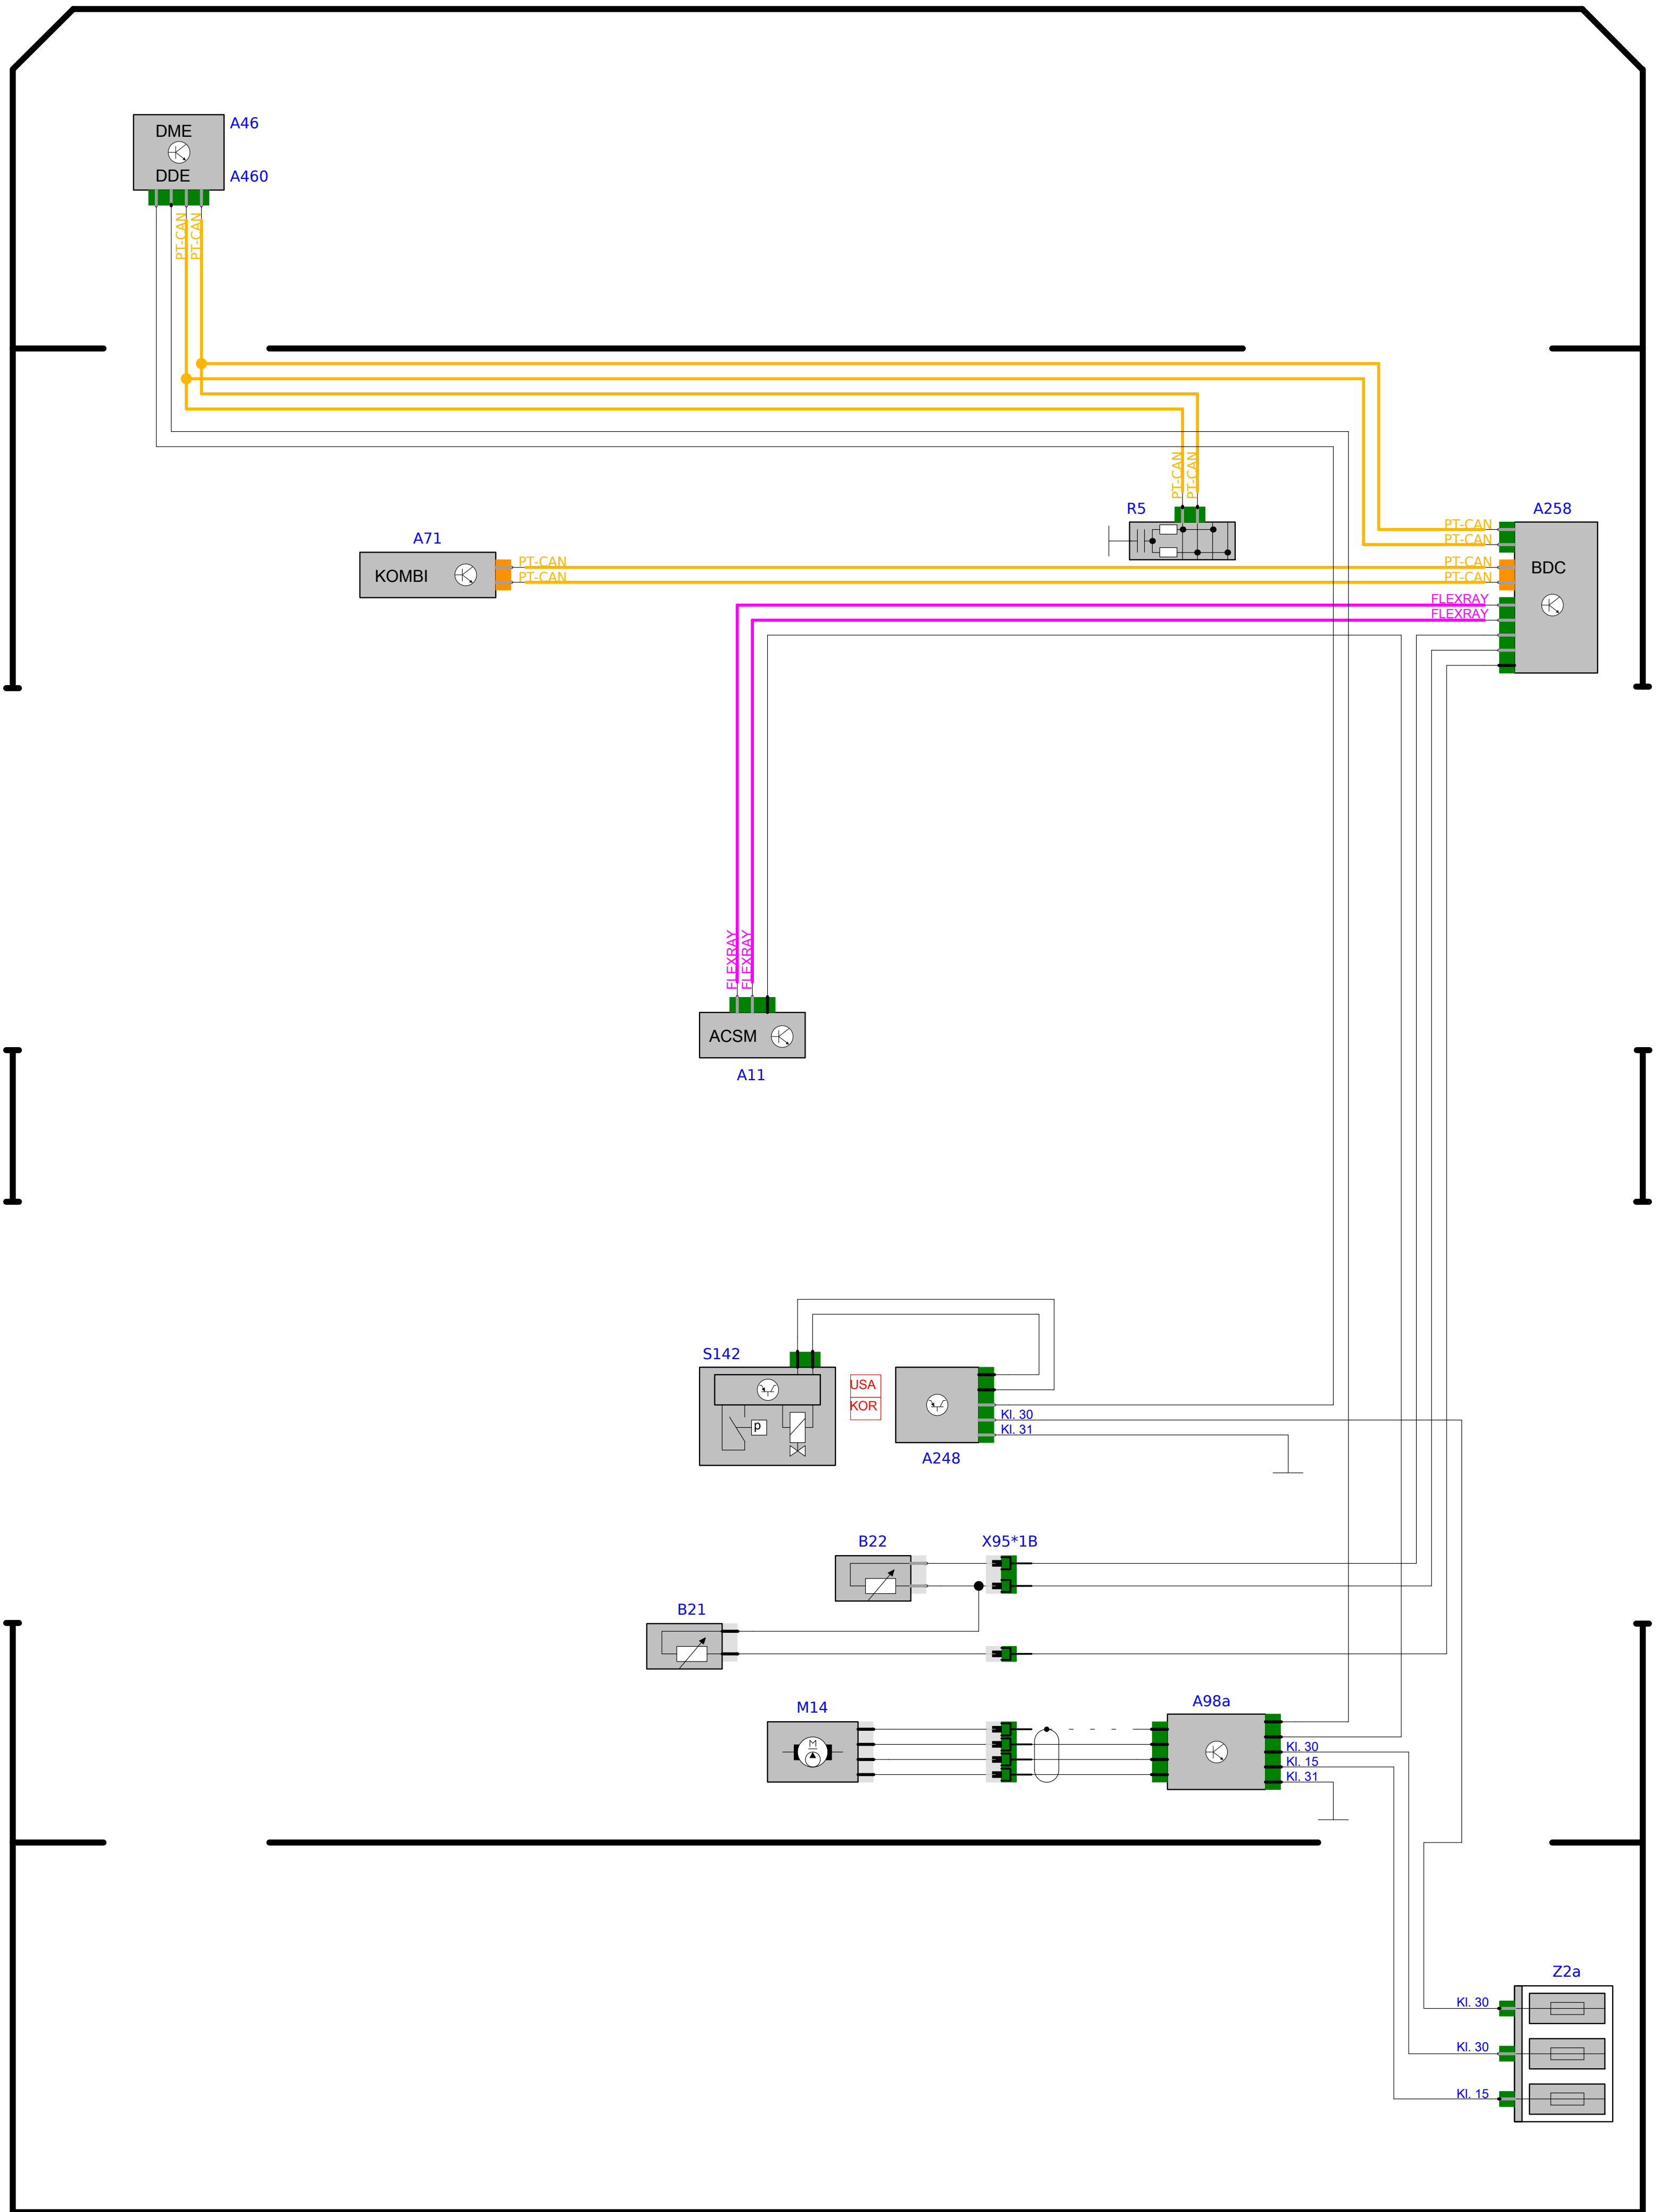 DME
A46
DDE
A460
PT-CAN
PT-CAN
PT-CAN
PT-CAN
R5
A258
PT-CAN
PT-CAN
A71
KOMBI
PT-CAN
PT-CAN
PT-CAN
PT-CAN
BDC
FLEXRAY
FLEXRAY
FLEXRAY
FLEXRAY
ACSM
A11
S142
USA
KOR
p
Kl. 30
Kl. 31
A248
B22
X95*1B
B21
M14
M
A98a
Kl. 30
Kl. 15
Kl. 31
Z2a
Kl. 30
Kl. 30
Kl. 15